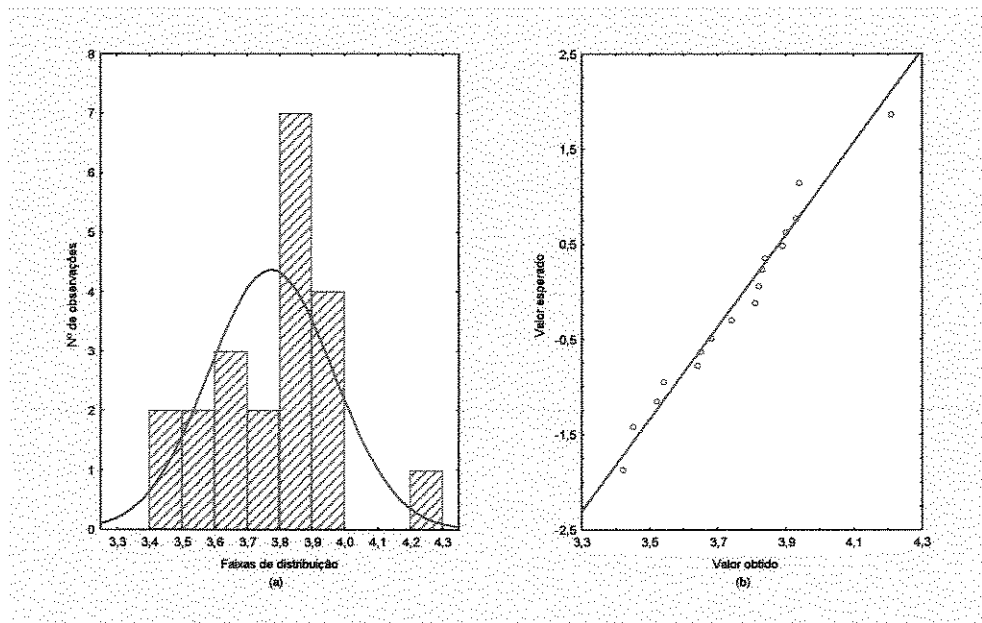 8
7
6
5
4
3
2
1
0
Nº de observações
3,3 3,4 3,5 3,6 3,7 3,8 3,9 4,0 4,1 4,2 4,3
Faixas de distribuição
(a)
2,5
1,5
0,5
-0,5
-1,5
-2,5
Valor esperado
3,3 3,5 3,7 3,9 4,1 4,3
Valor obtido
(b)